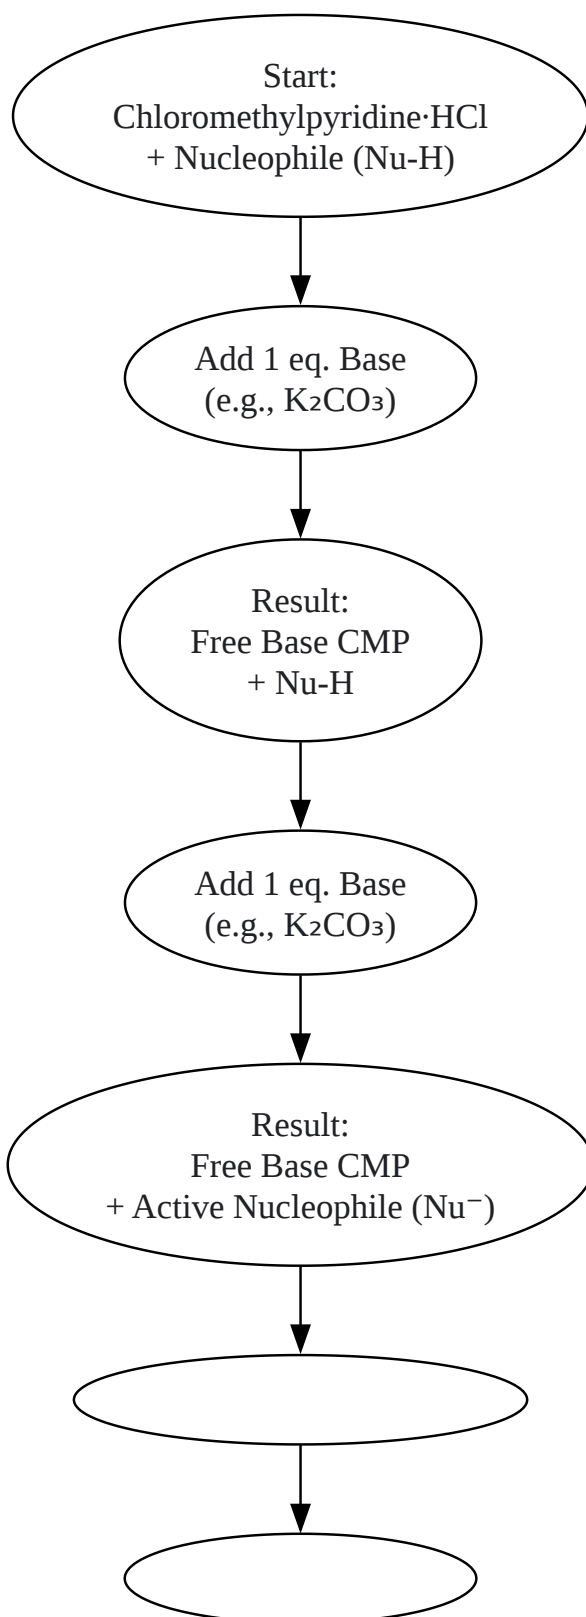 Start:
Chloromethylpyridine·HCl
+ Nucleophile (Nu-H)
Add 1 eq. Base
(e.g., K₂CO₃)
Result:
Free Base CMP
+ Nu-H
Add 1 eq. Base
(e.g., K₂CO₃)
Result:
Free Base CMP
+ Active Nucleophile (Nu⁻)